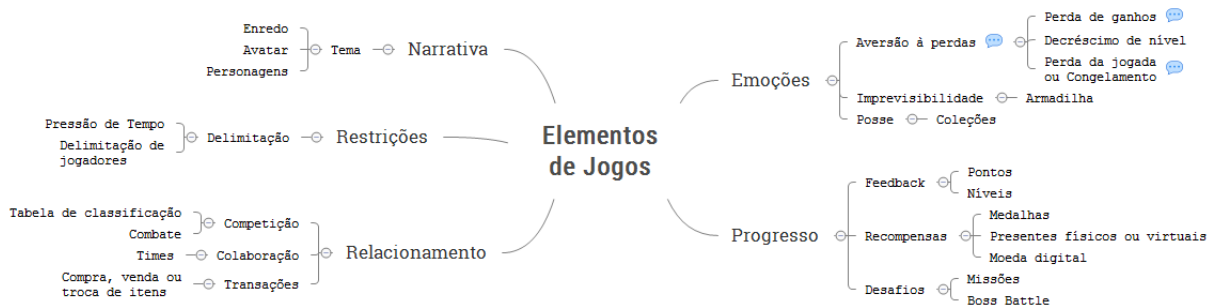 Elementos
de Jogos
Narrativa
Tema
Enredo
Avatar
Personagens
Restrições
Delimitação
Pressão de Tempo
Delimitação de
jogadores
Relacionamento
Competição
Tabela de classificação
Combate
Colaboração
Times
Transações
Compra, venda ou
troca de itens
Emoções
Aversão à perdas
Perda de ganhos
Decréscimo de nível
Perda da jogada
ou Congelamento
Imprevisibilidade
Armadilha
Posse
Coleções
Progresso
Feedback
Pontos
Níveis
Recompensas
Medalhas
Presentes físicos ou virtuais
Moeda digital
Desafios
Missões
Boss Battle